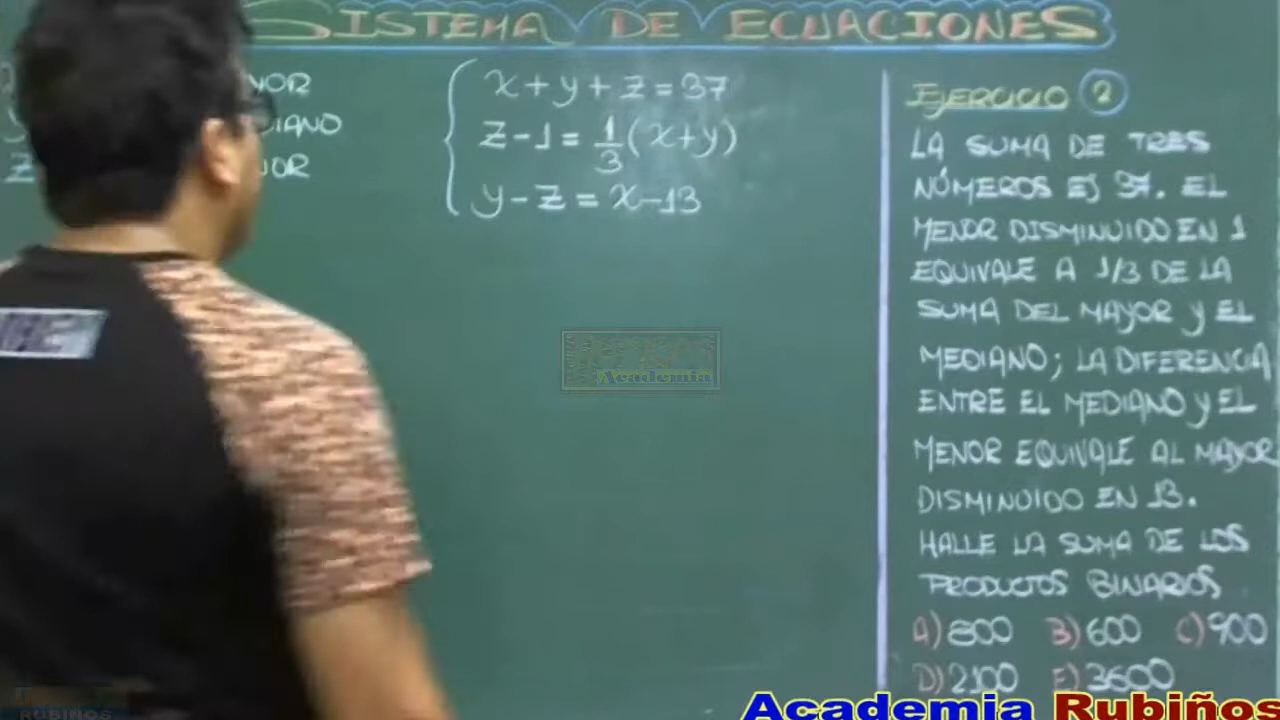 SISTEMA DE ECUACIONES
x+y+z=37
z-1=1/3(x+y)
y-z=x-13
EJERCICIO 2
LA SUMA DE TRES
NÚMEROS ES 37. EL
MENOR DISMINUIDO EN 1
EQUIVALE A 1/3 DE LA
SUMA DEL MAYOR Y EL
MEDIANO; LA DIFERENCIA
ENTRE EL MEDIANO Y EL
MENOR EQUIVALE AL MAYOR
DISMINUIDO EN 13.
HALLE LA SUMA DE LOS
PRODUCTOS BINARIOS
A)800 B)600 C)900
D)2100 E)3600
Academia
RUBIÑOS
Academia Rubiños